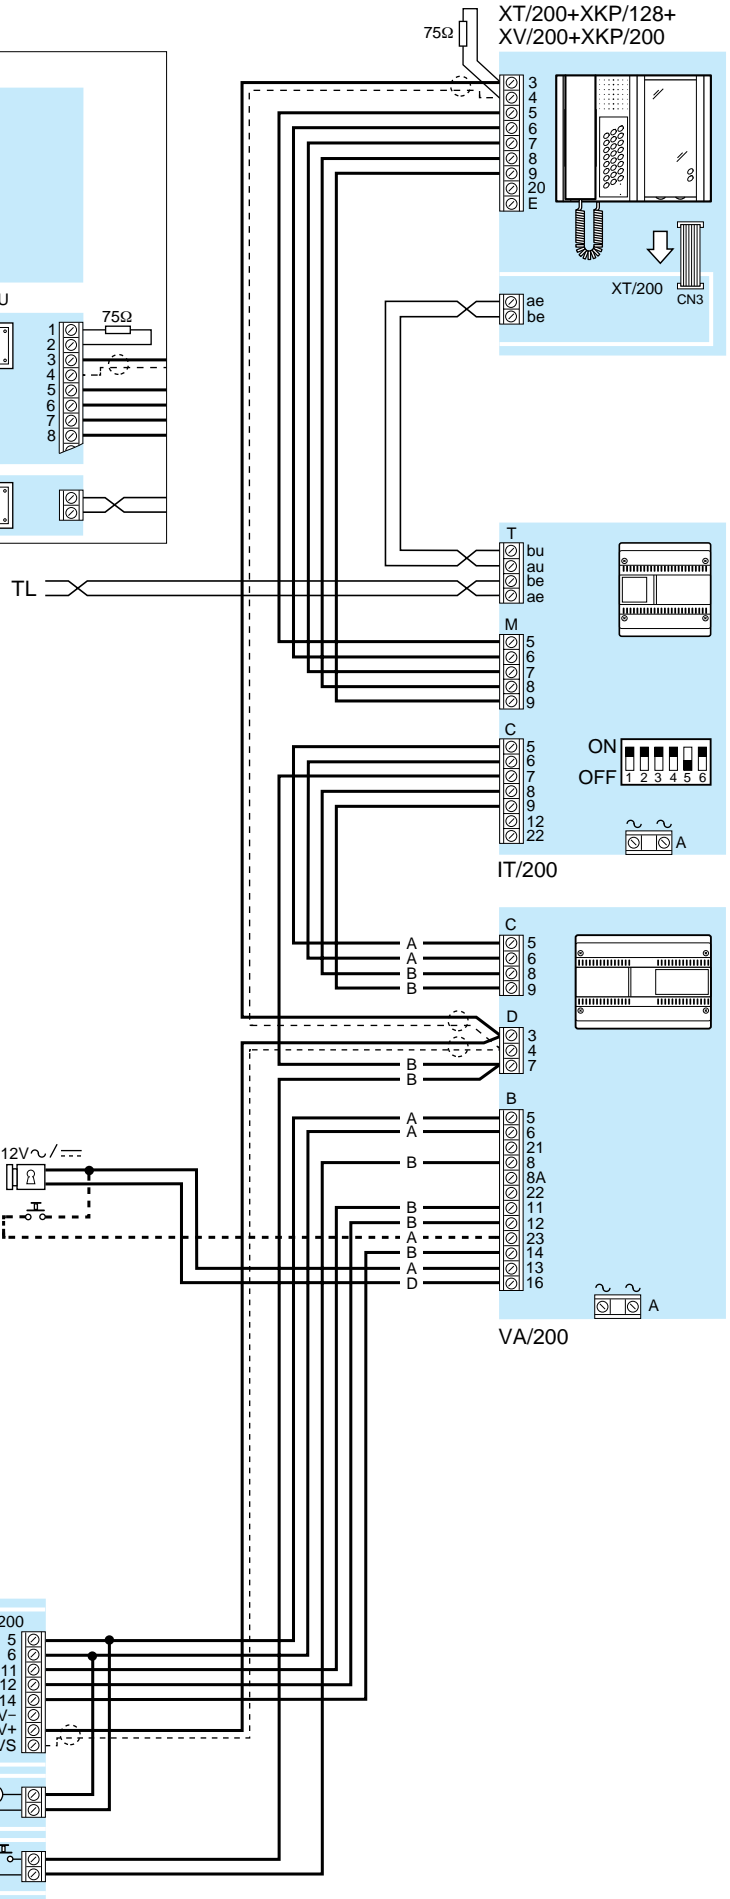 XT/200+XKP/128+
XV/200+XKP/200
75Ω
3
4
5
6
7
8
9
20
E
XT/200
CN3
ae
be
U
75Ω
1
2
3
4
5
6
7
8
T
bu
au
be
ae
TL
M
5
6
7
8
9
C
5
6
7
8
9
12
22
ON
OFF
1 2 3 4 5 6
A
IT/200
C
A 5
A 6
B 8
B 9
D
3
4
B 7
B
B
A 5
A 6
21
B 8
8A
22
B 11
B 12
A 23
B 14
A 13
D 16
A
VA/200
12V~/
200
5
6
11
12
14
V−
V+
VS